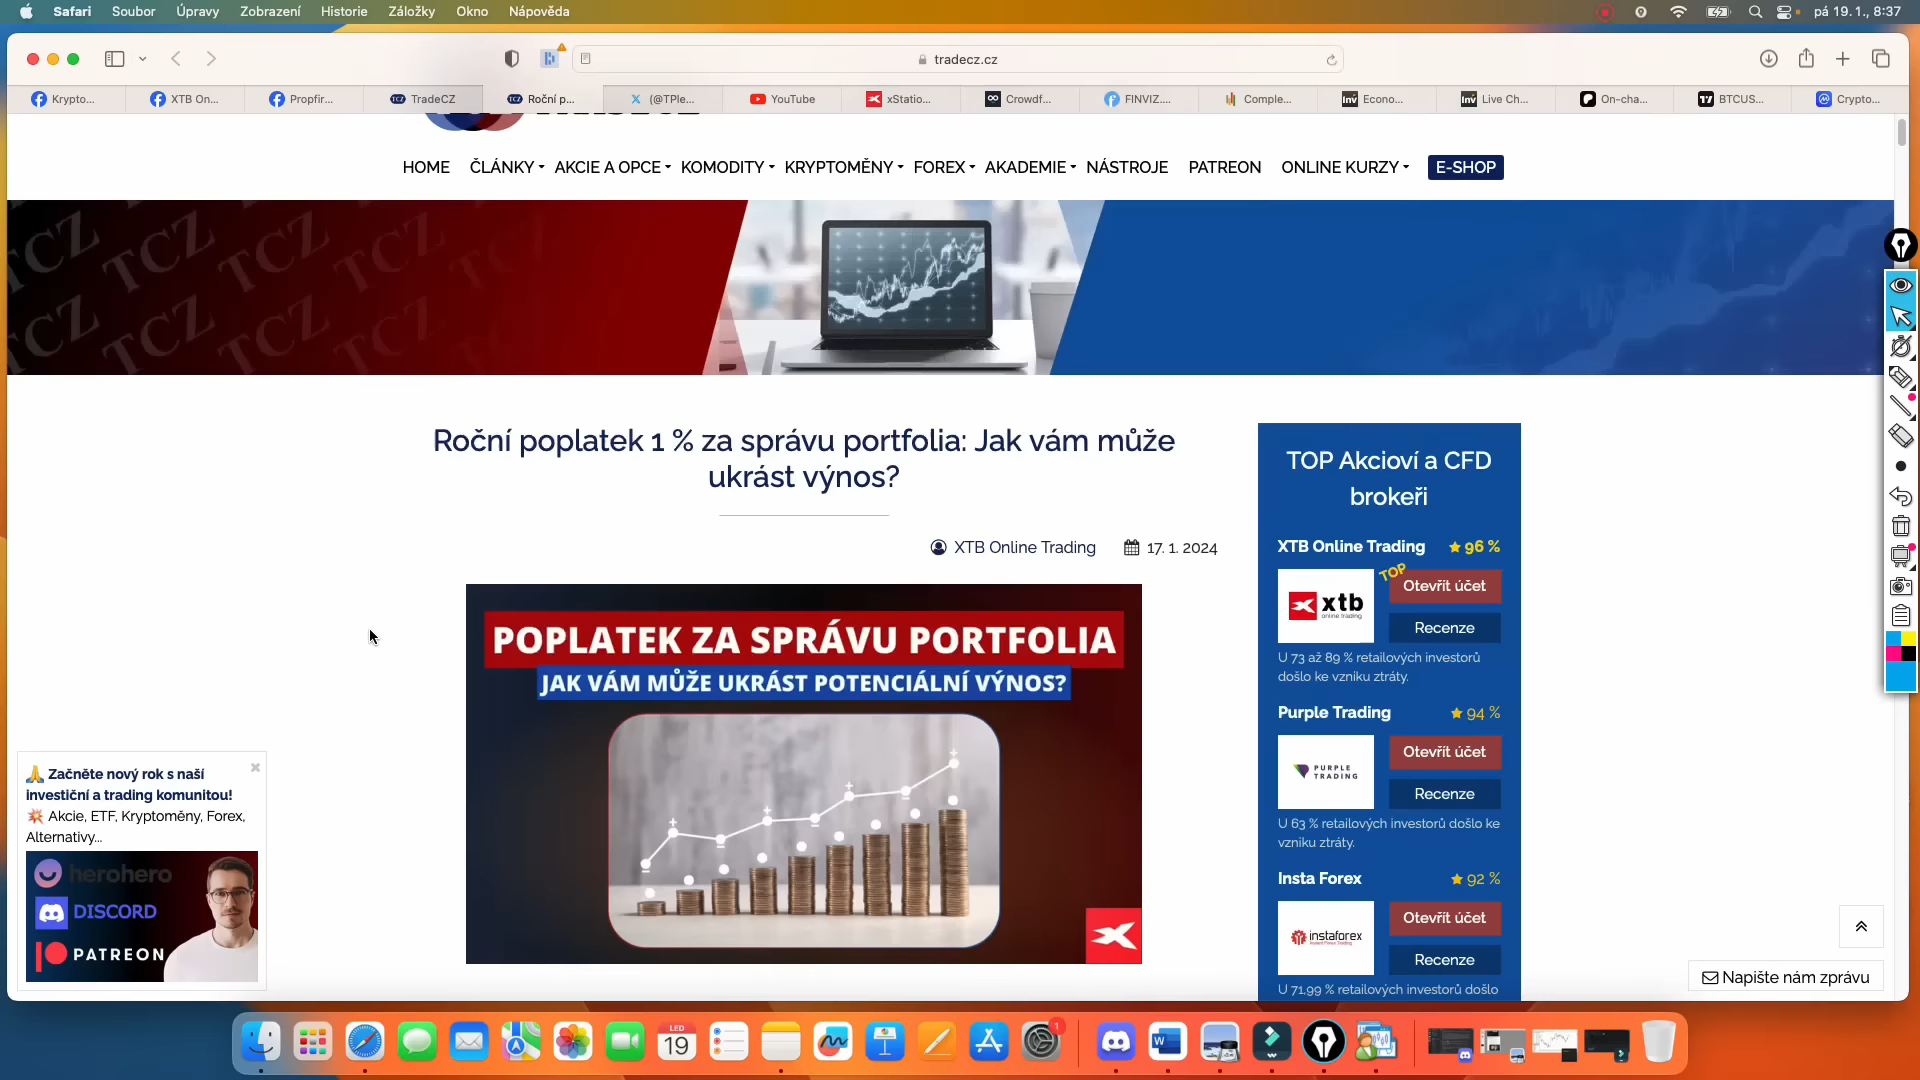 Safari Soubor Úpravy Zobrazení Historie Záložky Okno Nápověda pá 19. 1., 8:37
tradecz.cz
Krypto... XTB On... Propfir... TradeCZ Roční p... (@TPle... YouTube xStatio... Crowdf... FINVIZ.... Comple... Econo... Live Ch... On-cha... BTCUS... Crypto...
HOME ČLÁNKY AKCIE A OPCE KOMODITY KRYPTOMĚNY FOREX AKADEMIE NÁSTROJE PATREON ONLINE KURZY E-SHOP
Roční poplatek 1 % za správu portfolia: Jak vám může
ukrást výnos?
XTB Online Trading 17. 1. 2024
POPLATEK ZA SPRÁVU PORTFOLIA
JAK VÁM MŮŽE UKRÁST POTENCIÁLNÍ VÝNOS?
TOP Akcioví a CFD
brokeři
XTB Online Trading 96 %
TOP
Otevřít účet
xtb
online trading
Recenze
U 73 až 89 % retailových investorů
došlo ke vzniku ztráty.
Purple Trading 94 %
Otevřít účet
PURPLE
TRADING
Recenze
U 63 % retailových investorů došlo ke
vzniku ztráty.
Insta Forex 92 %
Otevřít účet
instaforex
Recenze
U 71,99 % retailových investorů došlo
Začněte nový rok s naší
investiční a trading komunitou!
Akcie, ETF, Kryptoměny, Forex,
Alternativy...
herohero
DISCORD
PATREON
Napište nám zprávu
LED
19
1